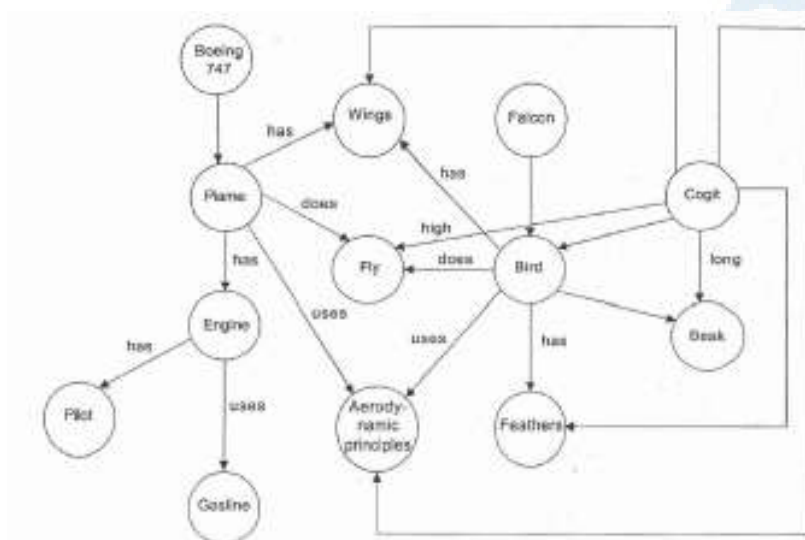 Boeing
747
Wings
Falcon
has
has
Plame
Cogit
does
high
Fly
does
Bird
long
has
Engine
uses
uses
has
Beak
has
Pilot
uses
Aerody-
namic
principles
Feathers
Gasline